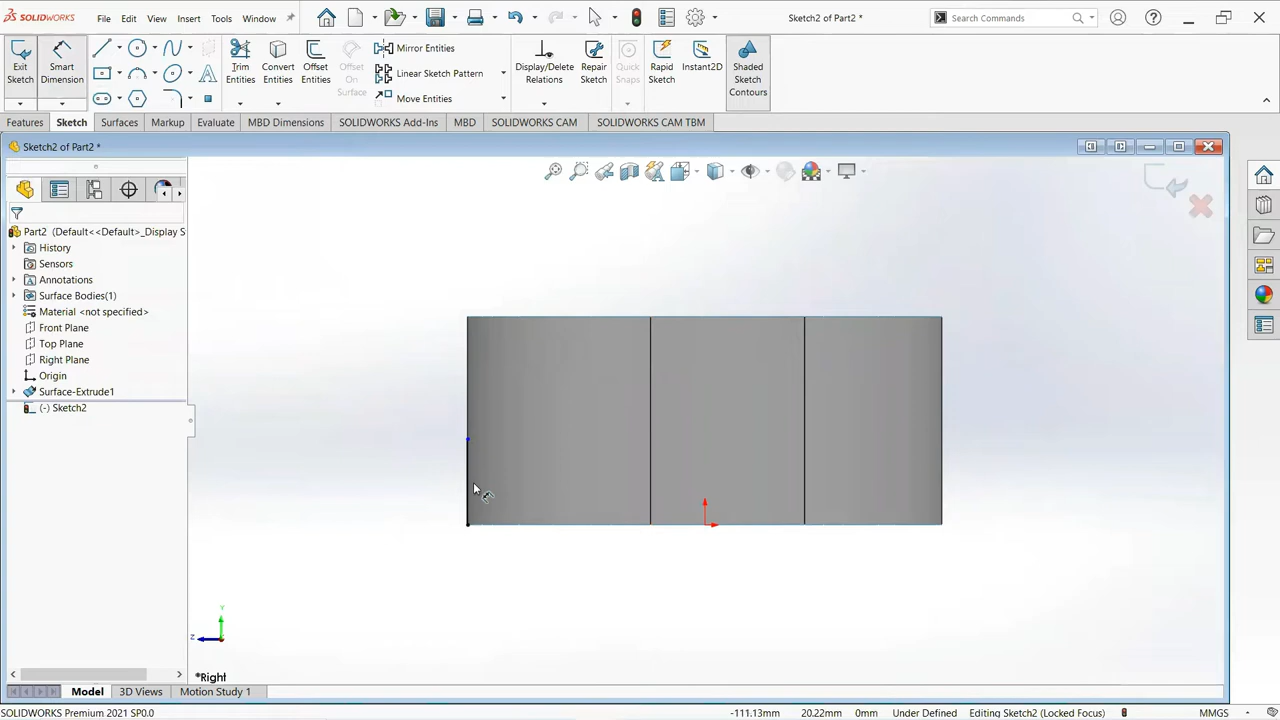 SOLIDWORKS
File Edit View Insert Tools Window
Sketch2 of Part2 *
Search Commands
Exit Sketch
Smart Dimension
Trim Entities
Convert Entities
Offset Entities
Offset On Surface
Mirror Entities
Linear Sketch Pattern
Move Entities
Display/Delete Relations
Repair Sketch
Quick Snaps
Rapid Sketch
Instant2D
Shaded Sketch Contours
Features Sketch Surfaces Markup Evaluate MBD Dimensions SOLIDWORKS Add-Ins MBD SOLIDWORKS CAM SOLIDWORKS CAM TBM
Sketch2 of Part2 *
Part2 (Default<<Default>_Display S
History
Sensors
Annotations
Surface Bodies(1)
Material <not specified>
Front Plane
Top Plane
Right Plane
Origin
Surface-Extrude1
(-) Sketch2
Y
Z
*Right
Model 3D Views Motion Study 1
SOLIDWORKS Premium 2021 SP0.0 -111.13mm 20.22mm 0mm Under Defined Editing Sketch2 (Locked Focus) MMGS